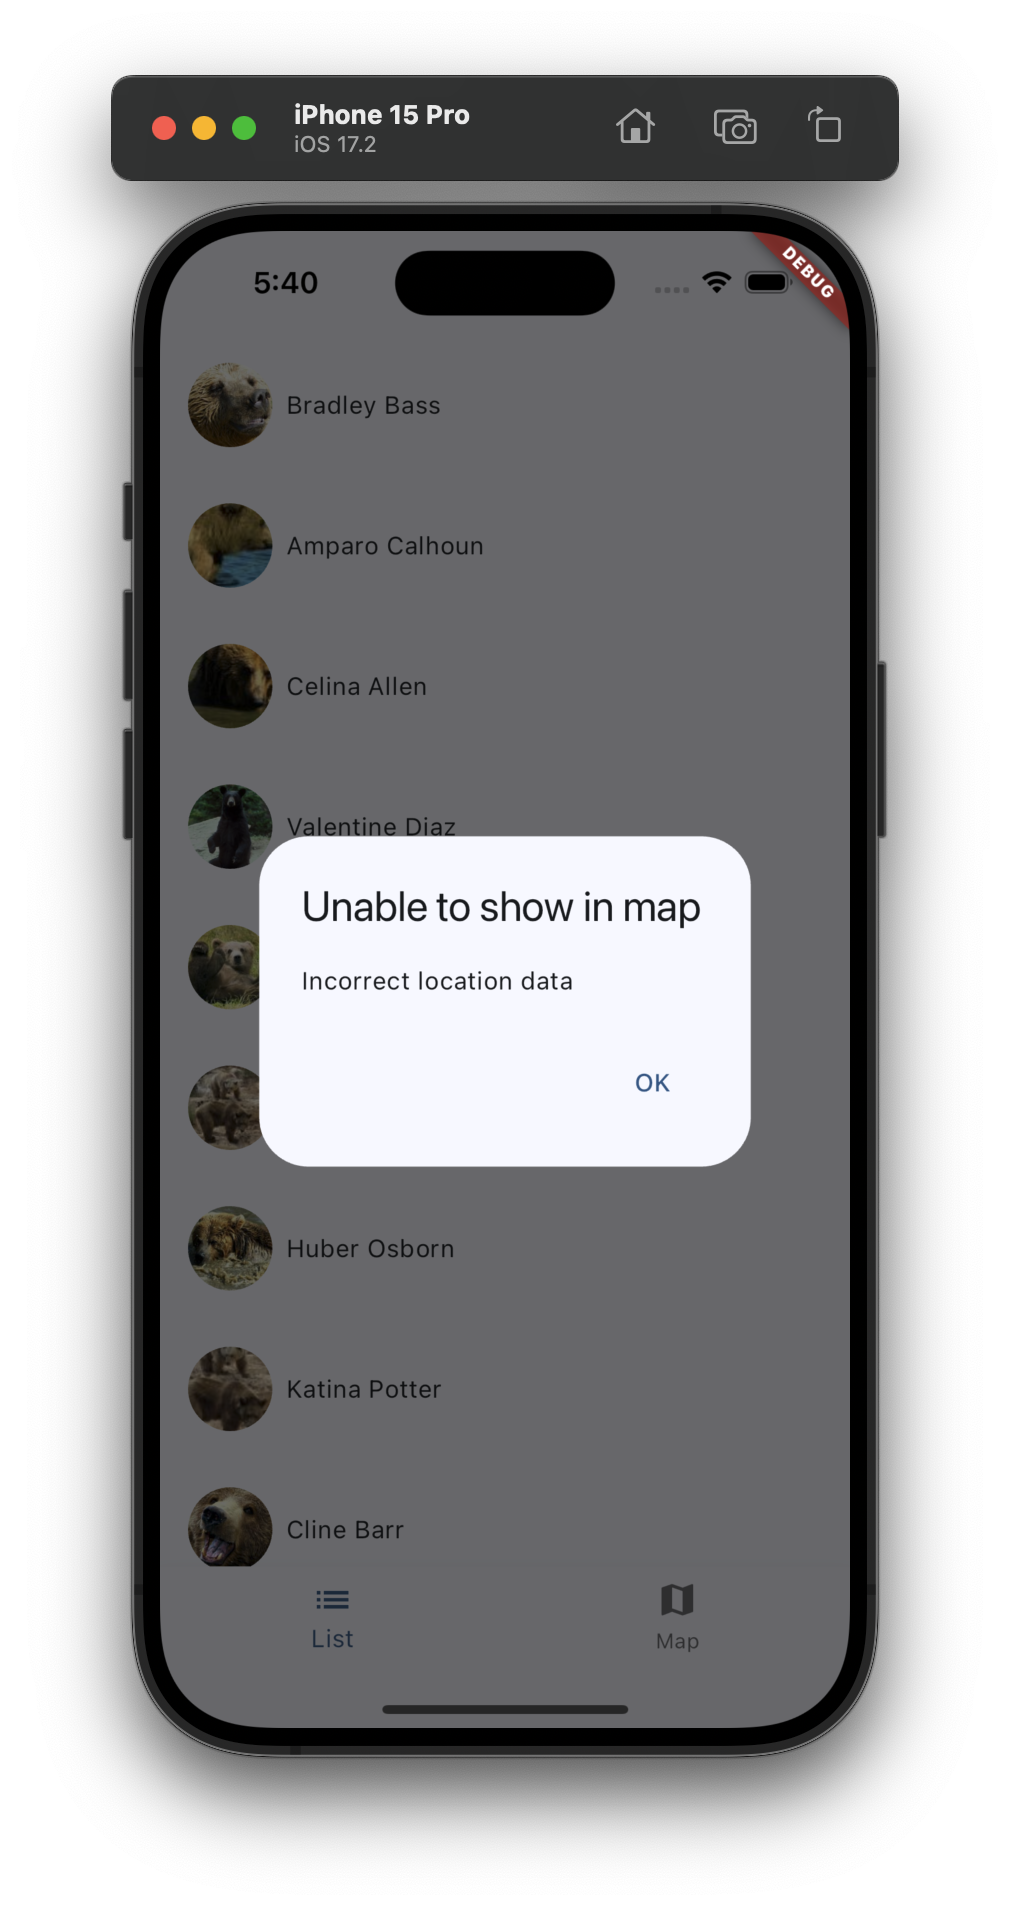 iPhone 15 Pro
iOS 17.2
5:40
DEBUG
Bradley Bass
Amparo Calhoun
Celina Allen
Valentine Diaz
Unable to show in map
Incorrect location data
OK
Huber Osborn
Katina Potter
Cline Barr
List
Map